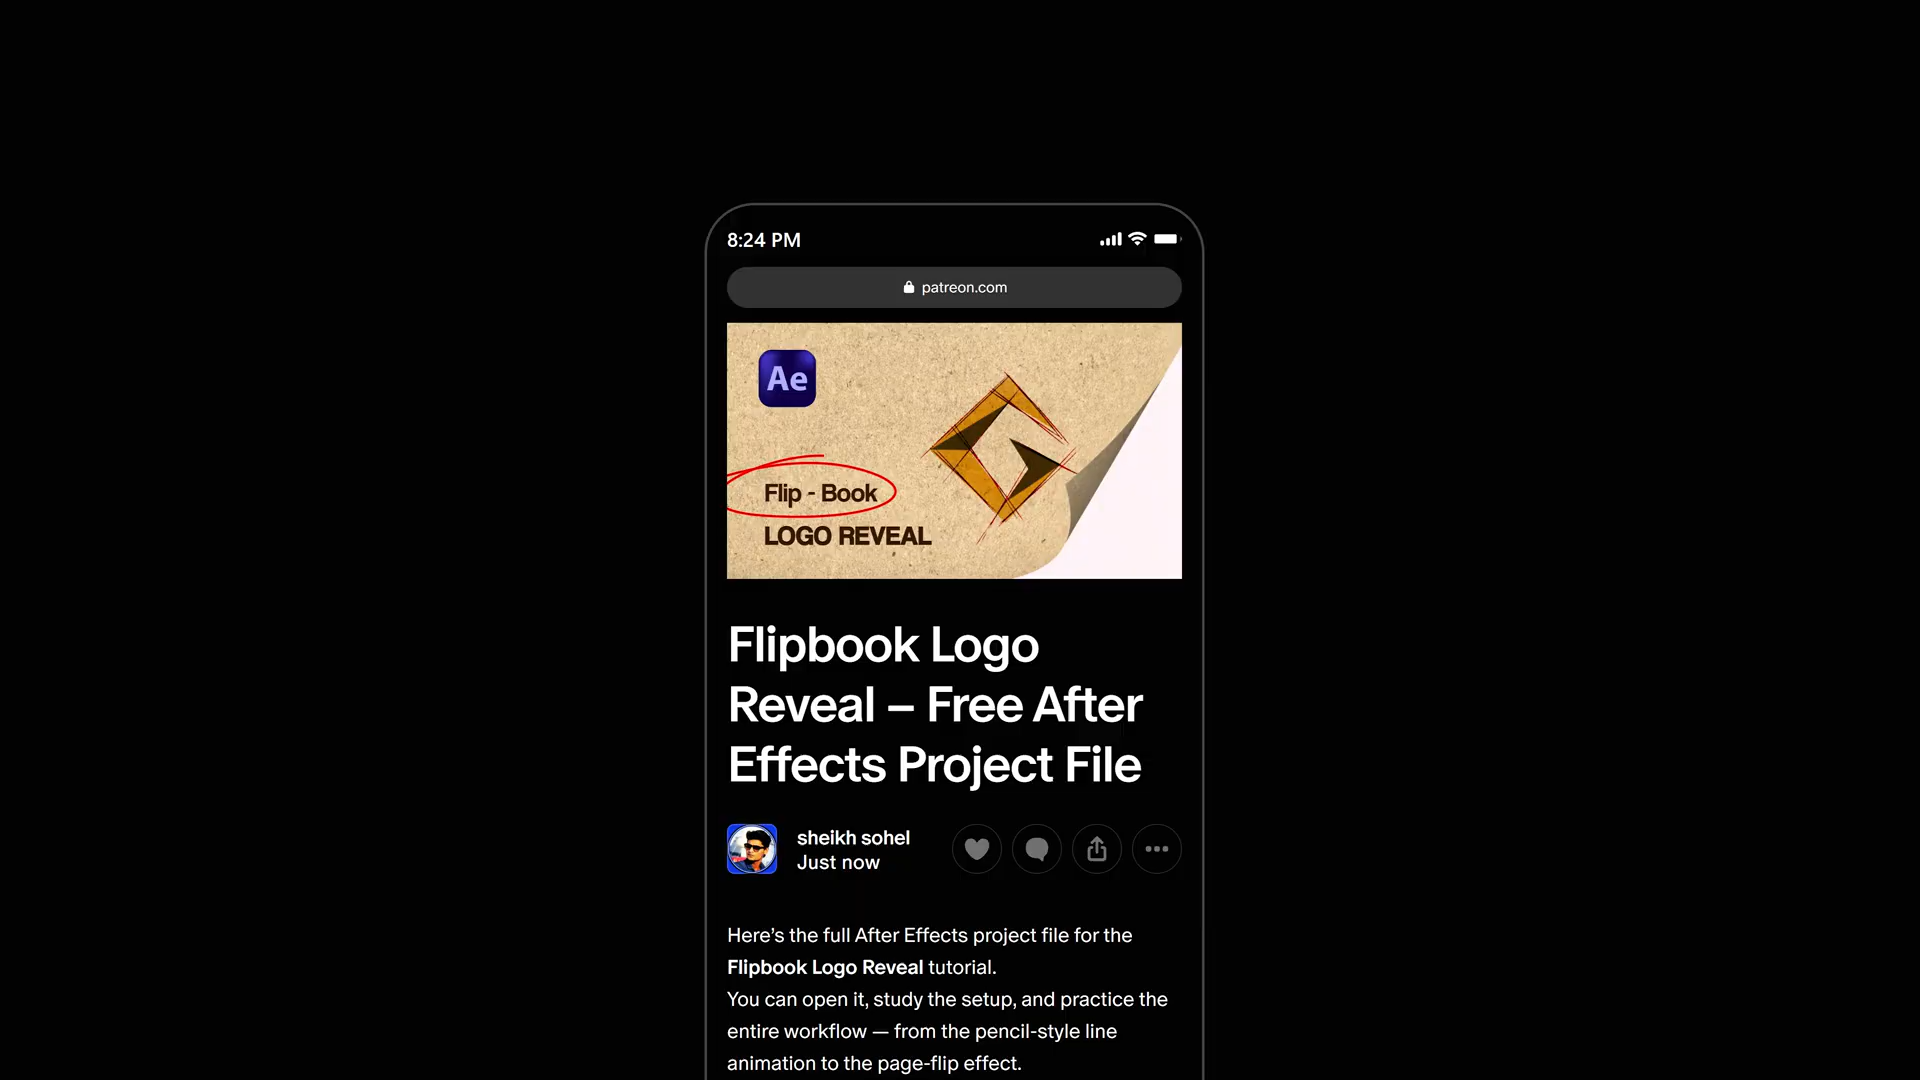 8:24 PM
patreon.com
Ae
Flip - Book
LOGO REVEAL
Flipbook Logo
Reveal – Free After
Effects Project File
sheikh sohel
Just now
Here’s the full After Effects project file for the
Flipbook Logo Reveal tutorial.
You can open it, study the setup, and practice the
entire workflow — from the pencil-style line
animation to the page-flip effect.